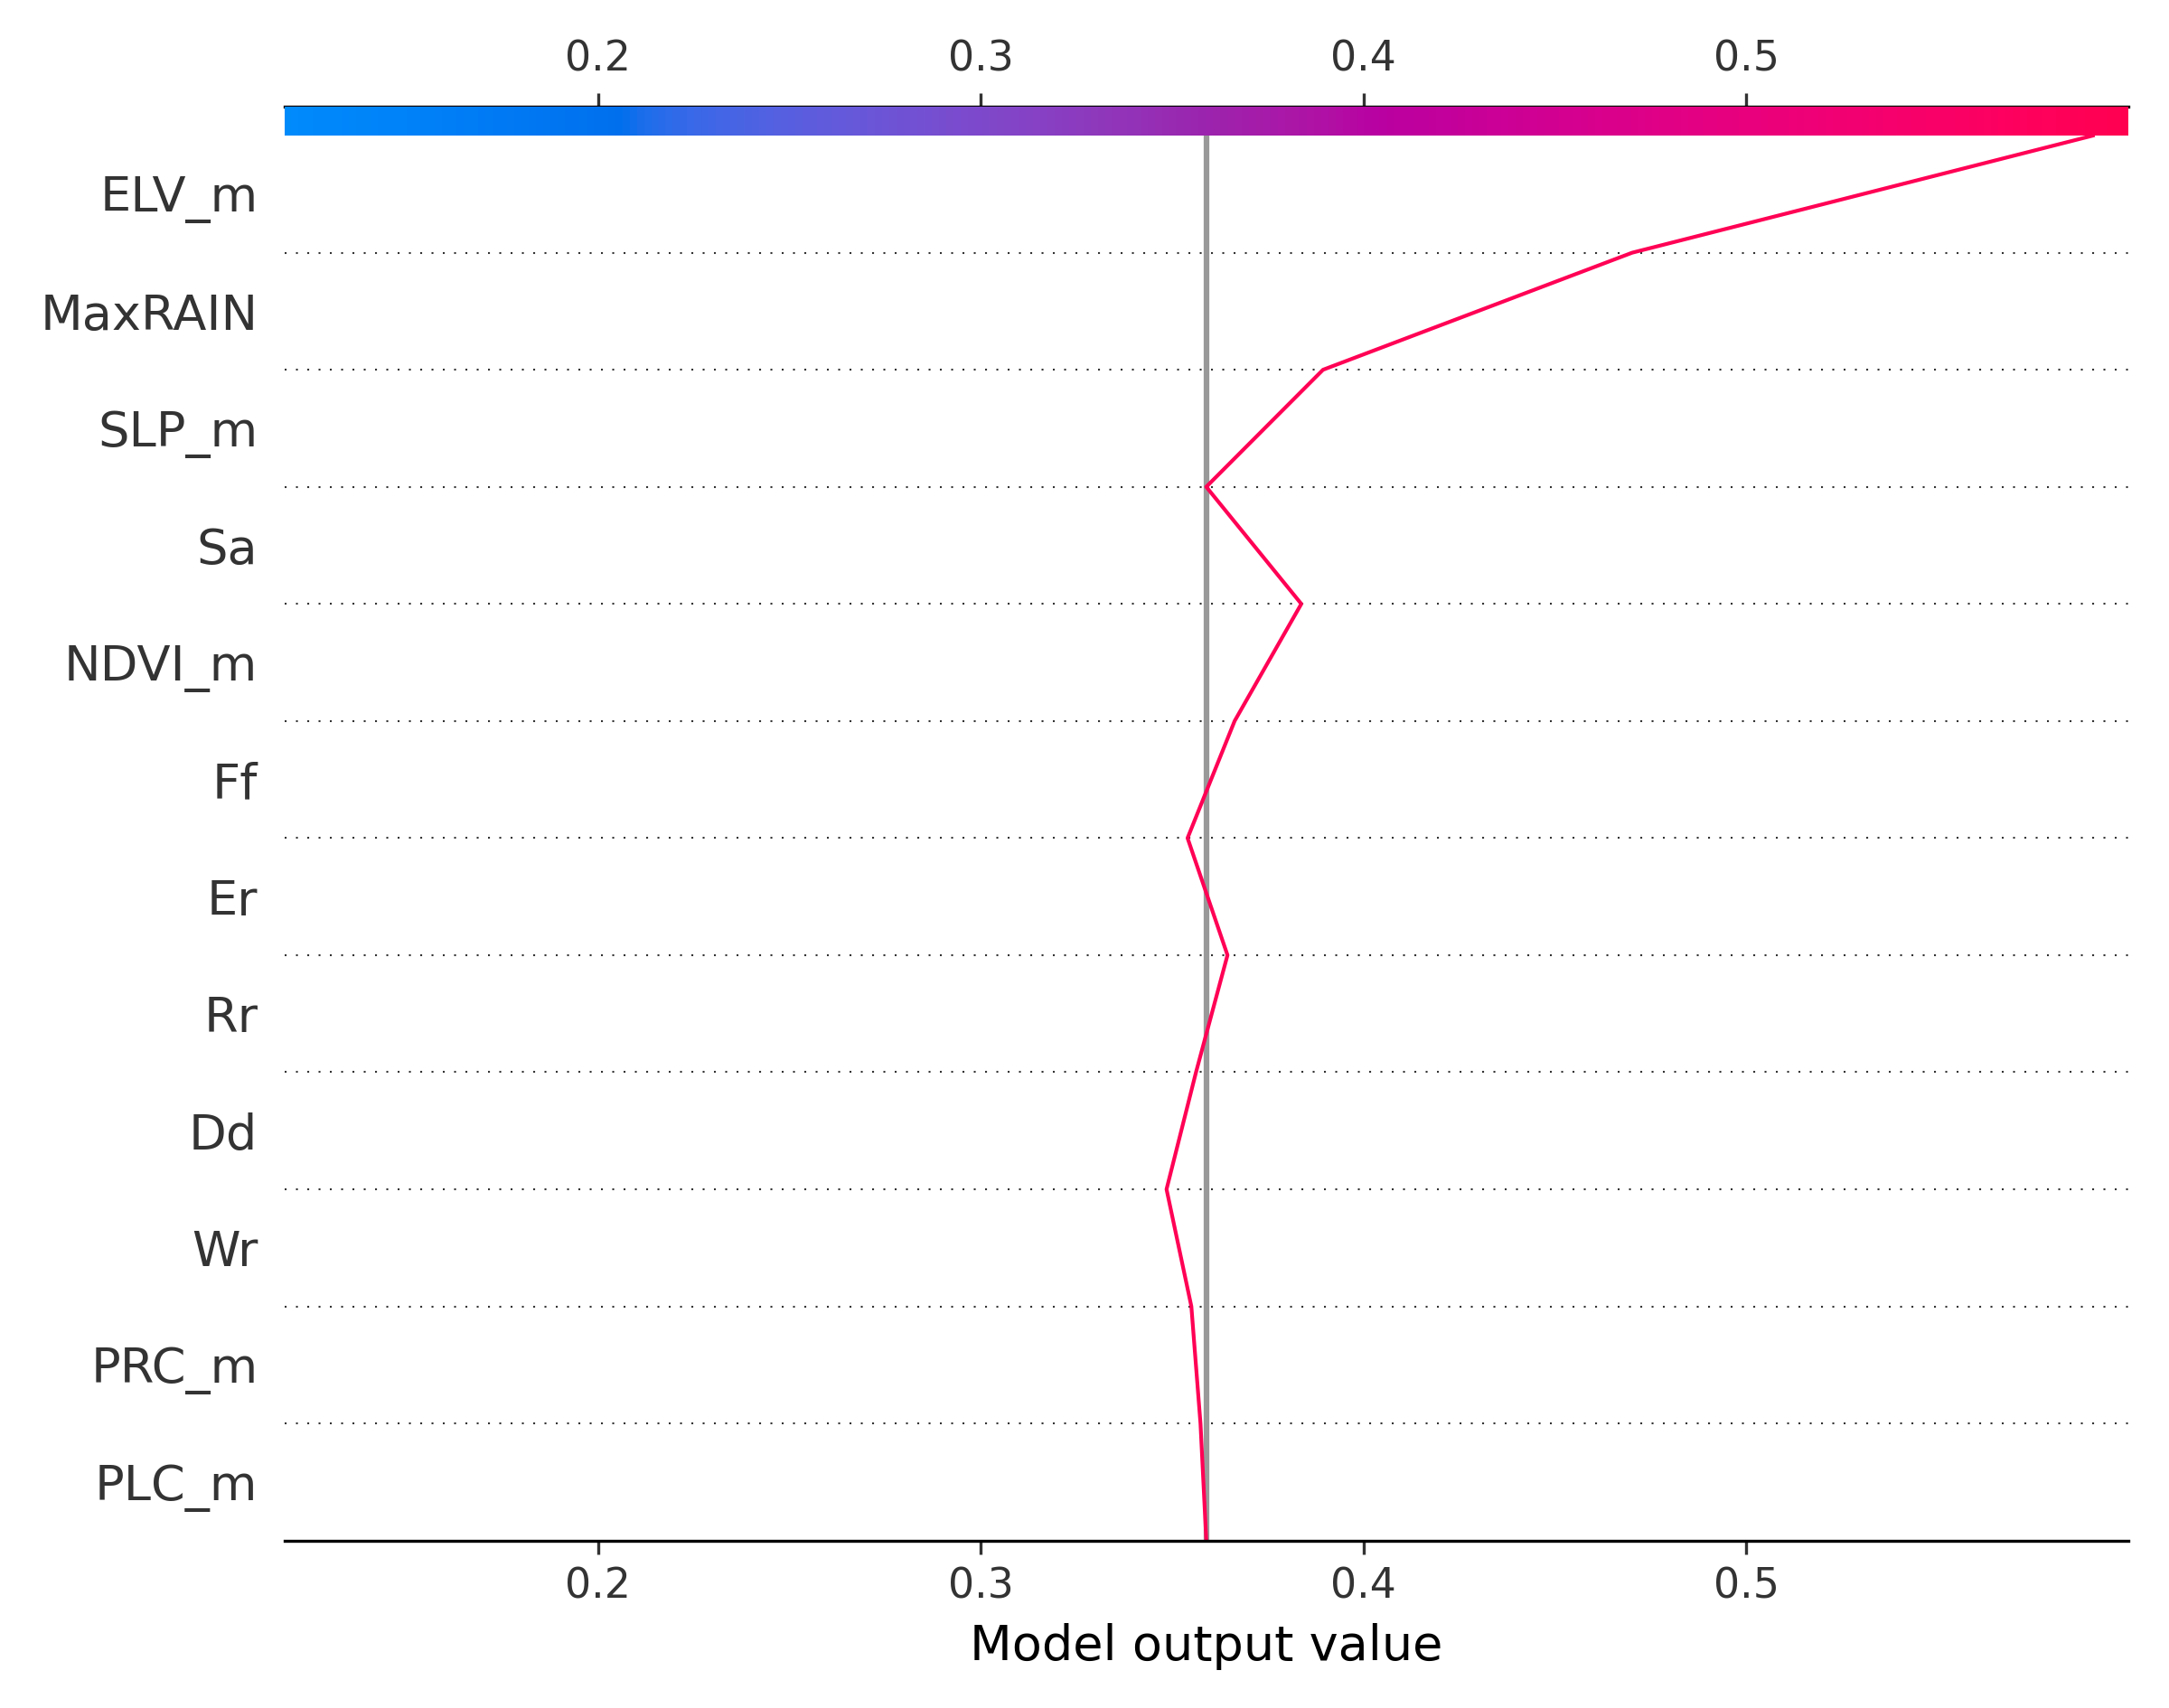 0.2 0.3 0.4 0.5
ELV_m
MaxRAIN
SLP_m
Sa
NDVI_m
Ff
Er
Rr
Dd
Wr
PRC_m
PLC_m
0.2 0.3 0.4 0.5
Model output value